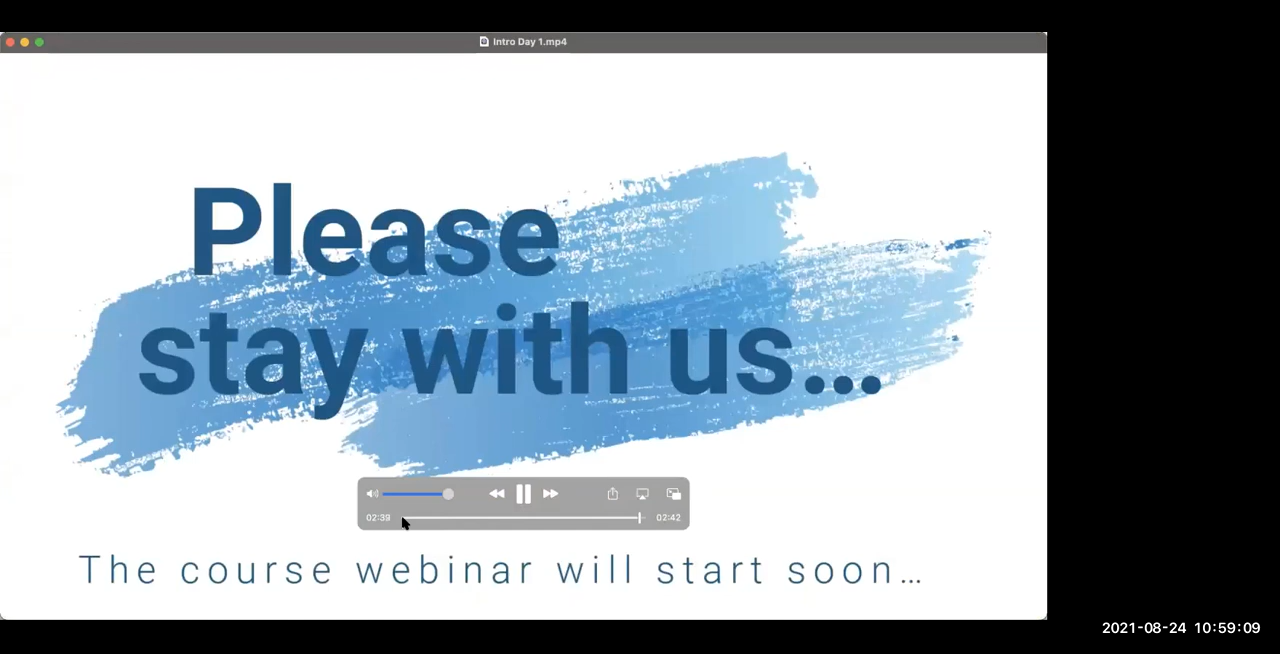 Intro Day 1.mp4
Please
stay with us...
02:39
02:42
The course webinar will start soon...
2021-08-24 10:59:09